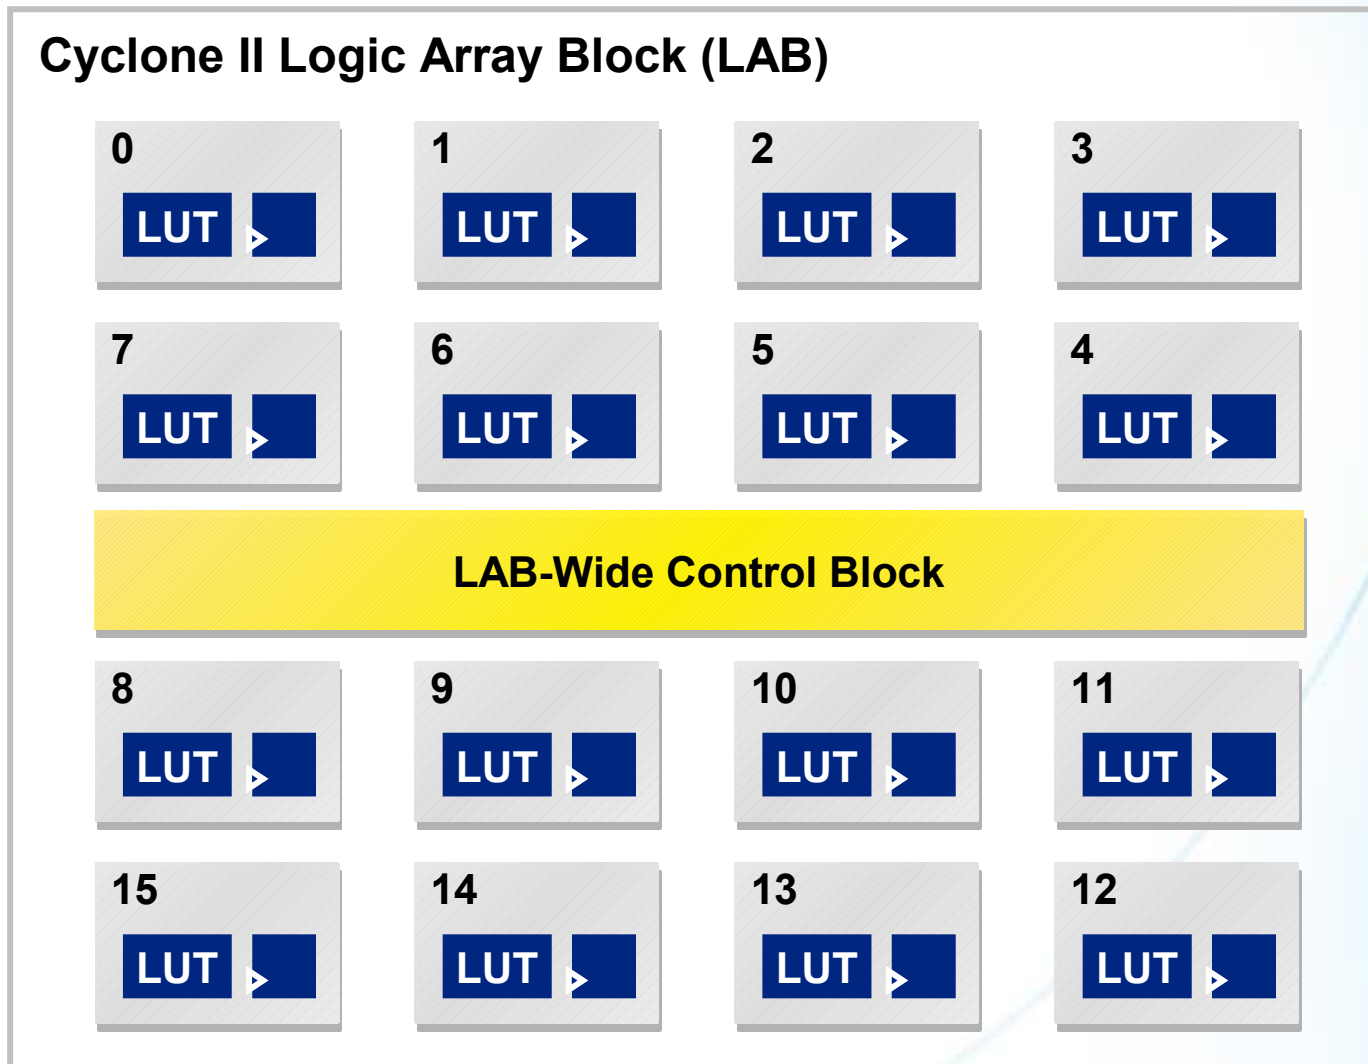 Cyclone II Logic Array Block (LAB)
0 1 2 3
LUT LUT LUT LUT
7 6 5 4
LUT LUT LUT LUT
LAB-Wide Control Block
8 9 10 11
LUT LUT LUT LUT
15 14 13 12
LUT LUT LUT LUT